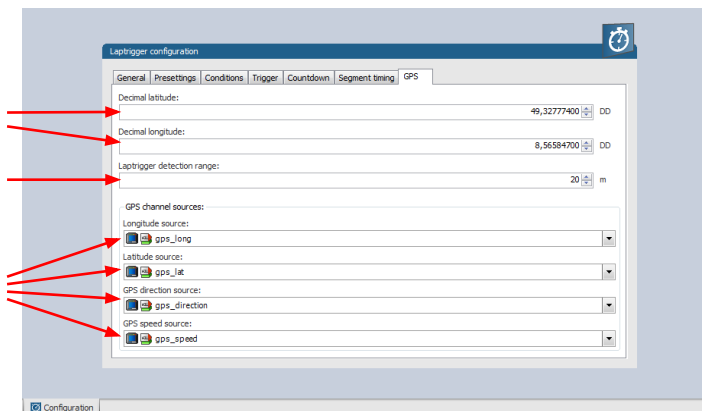 Laptrigger configuration
General Presettings Conditions Trigger Countdown Segment timing GPS
Decimal latitude:
49,32777400 DD
Decimal longitude:
8,56584700 DD
Laptrigger detection range:
20 m
GPS channel sources:
Longitude source:
gps_long
Latitude source:
gps_lat
GPS direction source:
gps_direction
GPS speed source:
gps_speed
Configuration